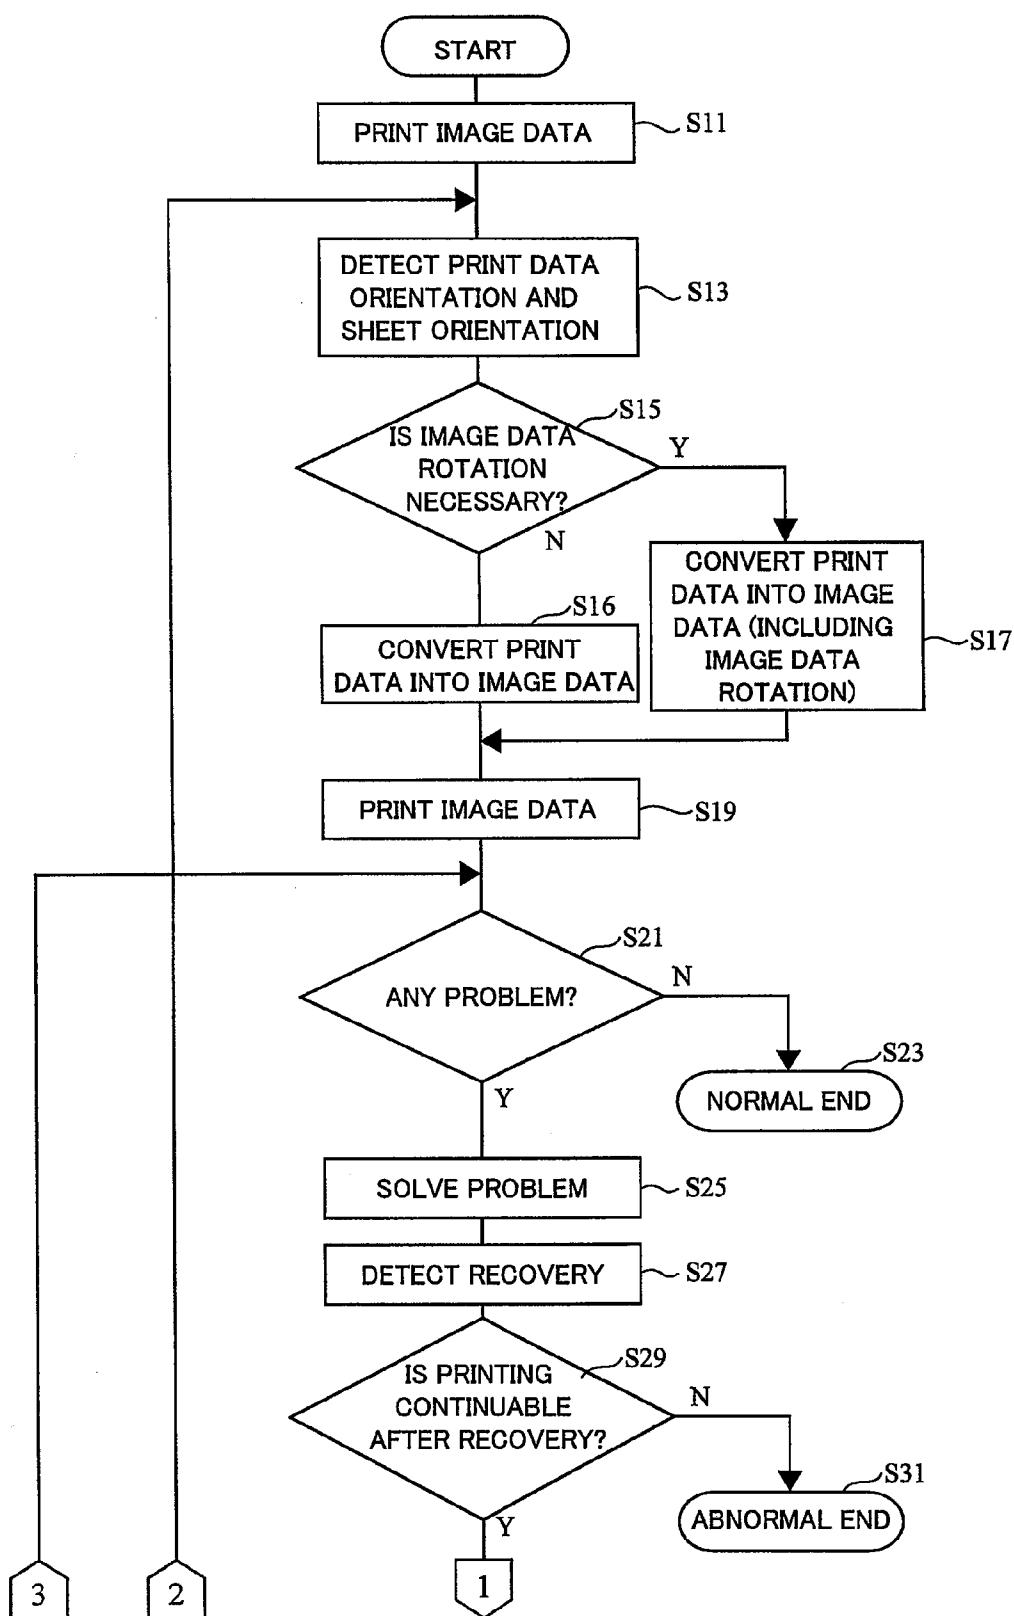 START
PRINT IMAGE DATA
S11
DETECT PRINT DATA
ORIENTATION AND
SHEET ORIENTATION
S13
S15
IS IMAGE DATA
ROTATION
NECESSARY?
Y
N
CONVERT PRINT
DATA INTO IMAGE
DATA (INCLUDING
IMAGE DATA
ROTATION)
S17
S16
CONVERT PRINT
DATA INTO IMAGE DATA
PRINT IMAGE DATA
S19
S21
ANY PROBLEM?
N
S23
NORMAL END
Y
SOLVE PROBLEM
S25
DETECT RECOVERY
S27
S29
IS PRINTING
CONTINUABLE
AFTER RECOVERY?
N
S31
ABNORMAL END
Y
3
2
1